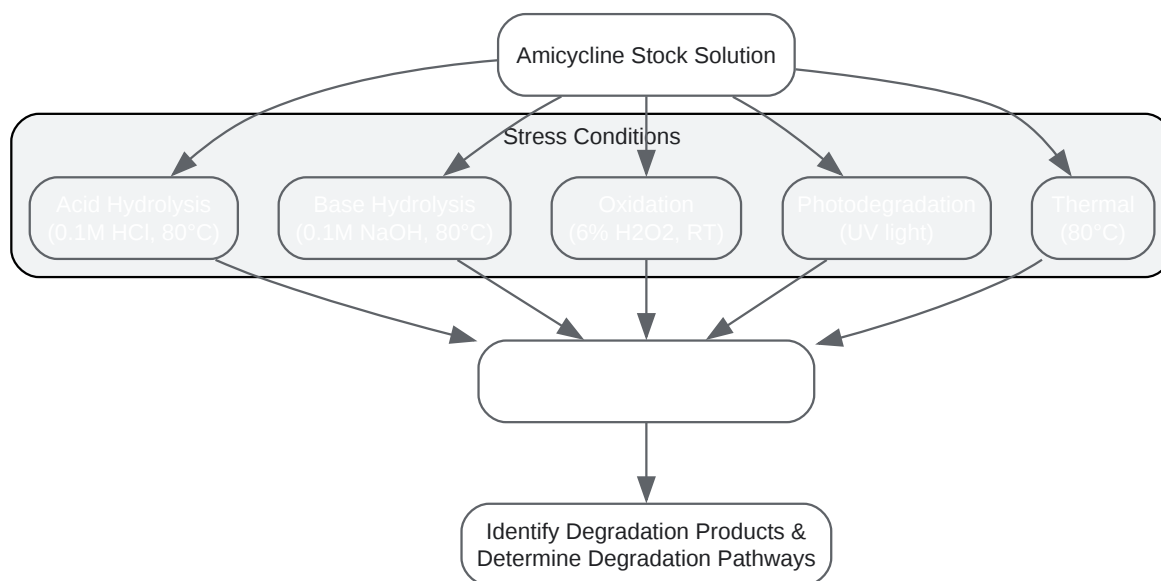 Amicycline Stock Solution
Stress Conditions
Acid Hydrolysis
(0.1M HCl, 80°C)
Base Hydrolysis
(0.1M NaOH, 80°C)
Oxidation
(6% H2O2, RT)
Photodegradation
(UV light)
Thermal
(80°C)
Identify Degradation Products &
Determine Degradation Pathways